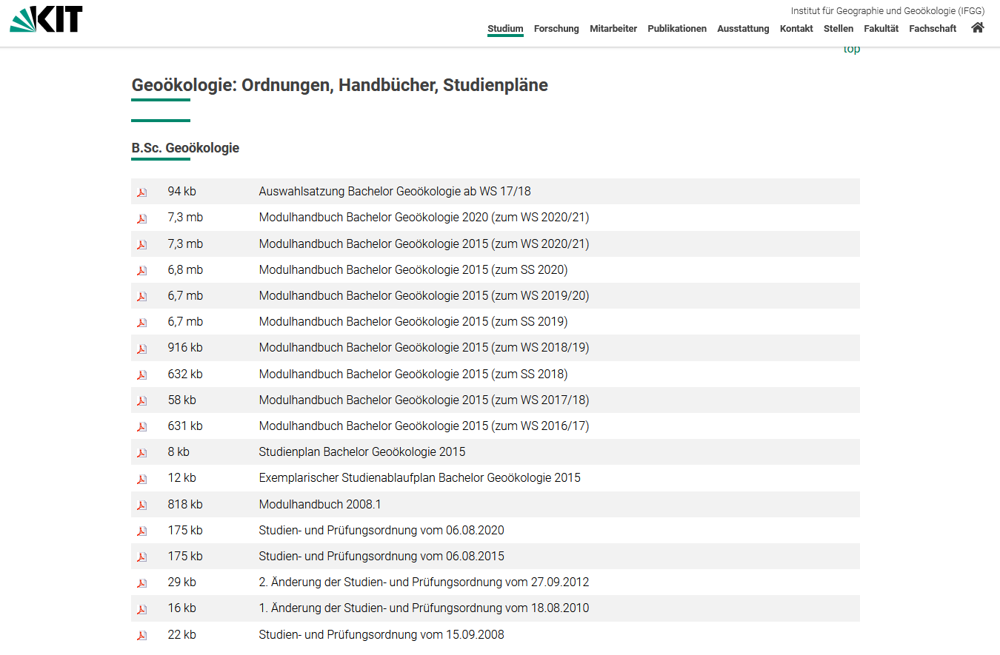 KIT
Institut für Geographie und Geoökologie (IFGG)
Studium Forschung Mitarbeiter Publikationen Ausstattung Kontakt Stellen Fakultät Fachschaft
top
Geoökologie: Ordnungen, Handbücher, Studienpläne
B.Sc. Geoökologie
94 kb Auswahlsatzung Bachelor Geoökologie ab WS 17/18
7,3 mb Modulhandbuch Bachelor Geoökologie 2020 (zum WS 2020/21)
7,3 mb Modulhandbuch Bachelor Geoökologie 2015 (zum WS 2020/21)
6,8 mb Modulhandbuch Bachelor Geoökologie 2015 (zum SS 2020)
6,7 mb Modulhandbuch Bachelor Geoökologie 2015 (zum WS 2019/20)
6,7 mb Modulhandbuch Bachelor Geoökologie 2015 (zum SS 2019)
916 kb Modulhandbuch Bachelor Geoökologie 2015 (zum WS 2018/19)
632 kb Modulhandbuch Bachelor Geoökologie 2015 (zum SS 2018)
58 kb Modulhandbuch Bachelor Geoökologie 2015 (zum WS 2017/18)
631 kb Modulhandbuch Bachelor Geoökologie 2015 (zum WS 2016/17)
8 kb Studienplan Bachelor Geoökologie 2015
12 kb Exemplarischer Studienablaufplan Bachelor Geoökologie 2015
818 kb Modulhandbuch 2008.1
175 kb Studien- und Prüfungsordnung vom 06.08.2020
175 kb Studien- und Prüfungsordnung vom 06.08.2015
29 kb 2. Änderung der Studien- und Prüfungsordnung vom 27.09.2012
16 kb 1. Änderung der Studien- und Prüfungsordnung vom 18.08.2010
22 kb Studien- und Prüfungsordnung vom 15.09.2008